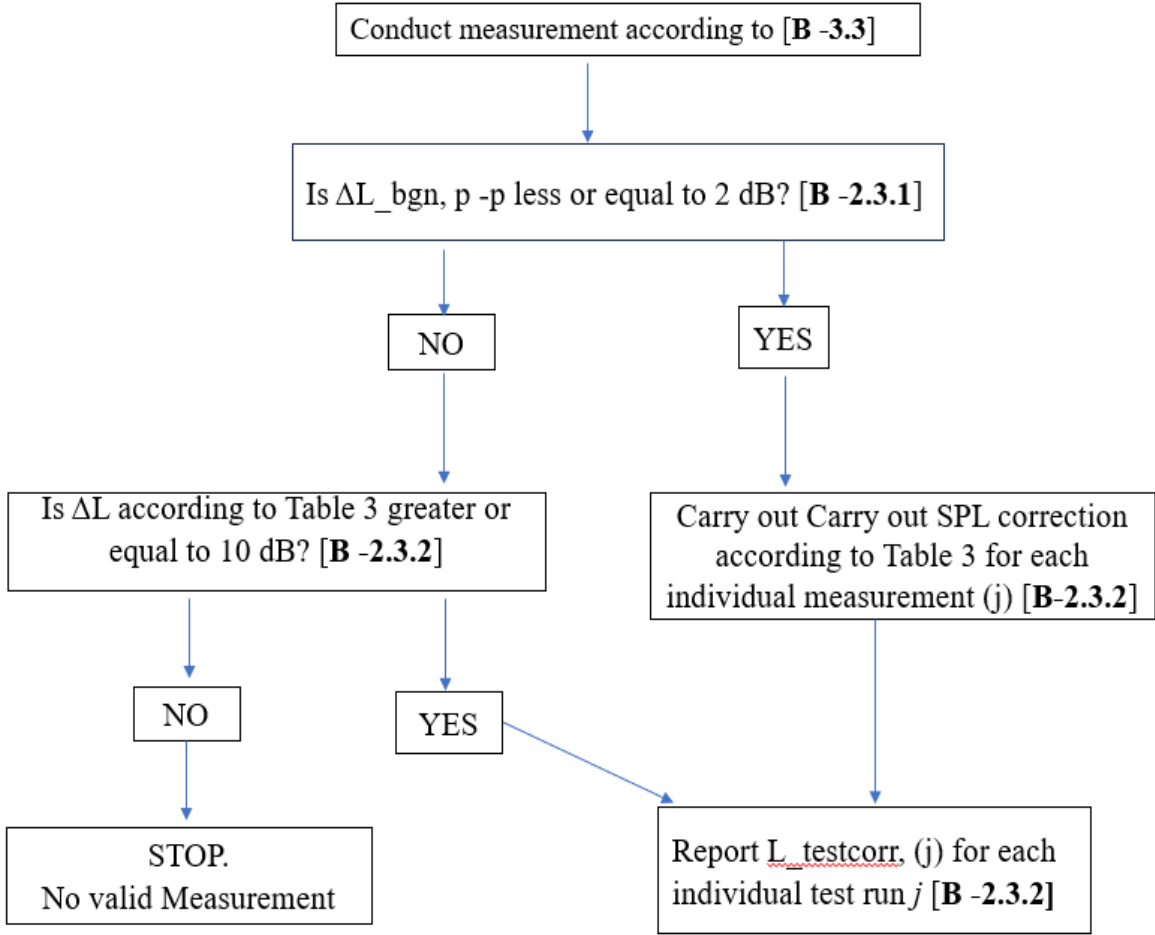 Conduct measurement according to [B -3.3]
Is ΔL_bgn, p -p less or equal to 2 dB? [B -2.3.1]
NO
YES
Is ΔL according to Table 3 greater or
equal to 10 dB? [B -2.3.2]
Carry out Carry out SPL correction
according to Table 3 for each
individual measurement (j) [B-2.3.2]
NO
YES
STOP.
No valid Measurement
Report L_testcorr, (j) for each
individual test run j [B -2.3.2]